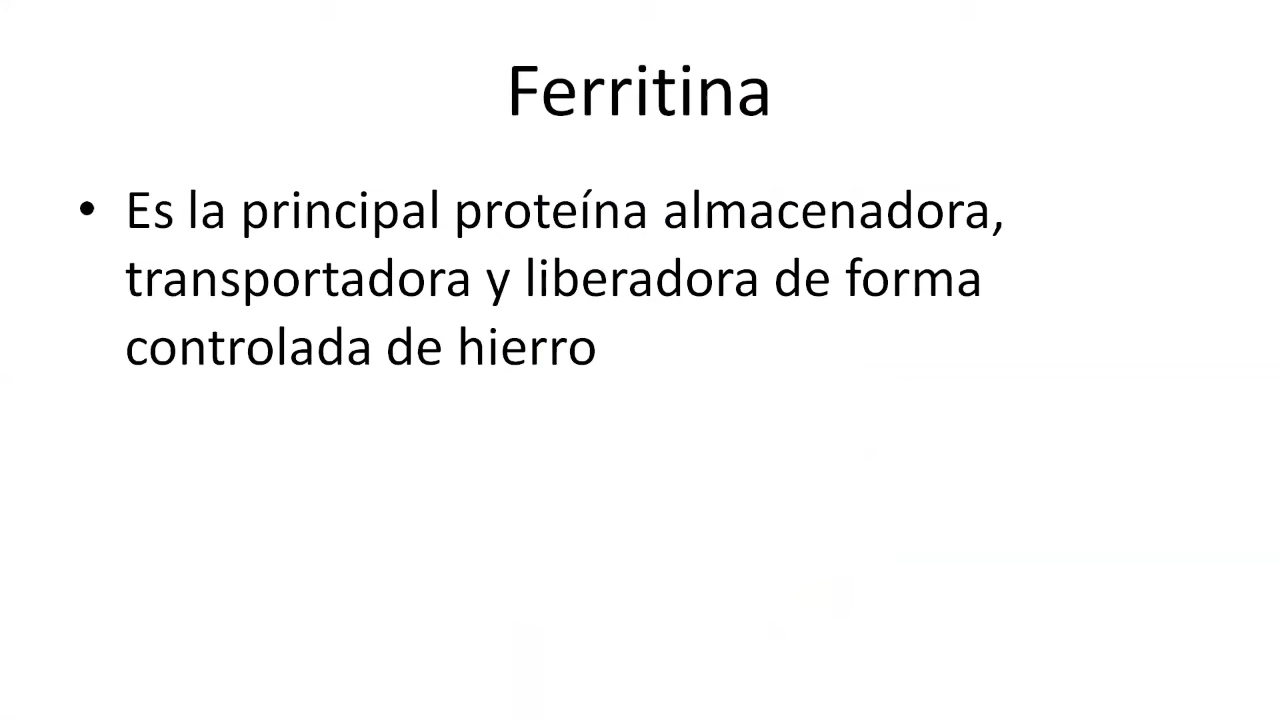 Ferritina
• Es la principal proteína almacenadora,
transportadora y liberadora de forma
controlada de hierro